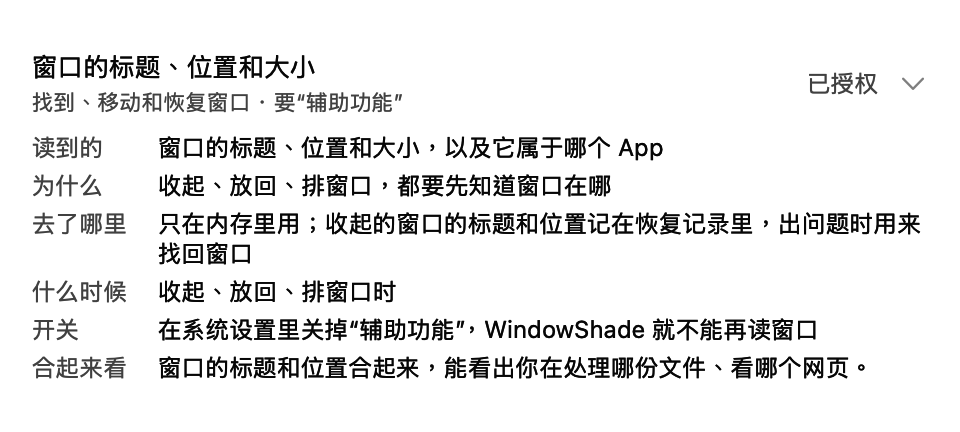 窗口的标题、位置和大小
已授权
找到、移动和恢复窗口 · 要“辅助功能”
读到的 窗口的标题、位置和大小，以及它属于哪个 App
为什么 收起、放回、排窗口，都要先知道窗口在哪
去了哪里 只在内存里用；收起的窗口的标题和位置记在恢复记录里，出问题时用来
找回窗口
什么时候 收起、放回、排窗口时
开关 在系统设置里关掉“辅助功能”，WindowShade 就不能再读窗口
合起来看 窗口的标题和位置合起来，能看出你在处理哪份文件、看哪个网页。